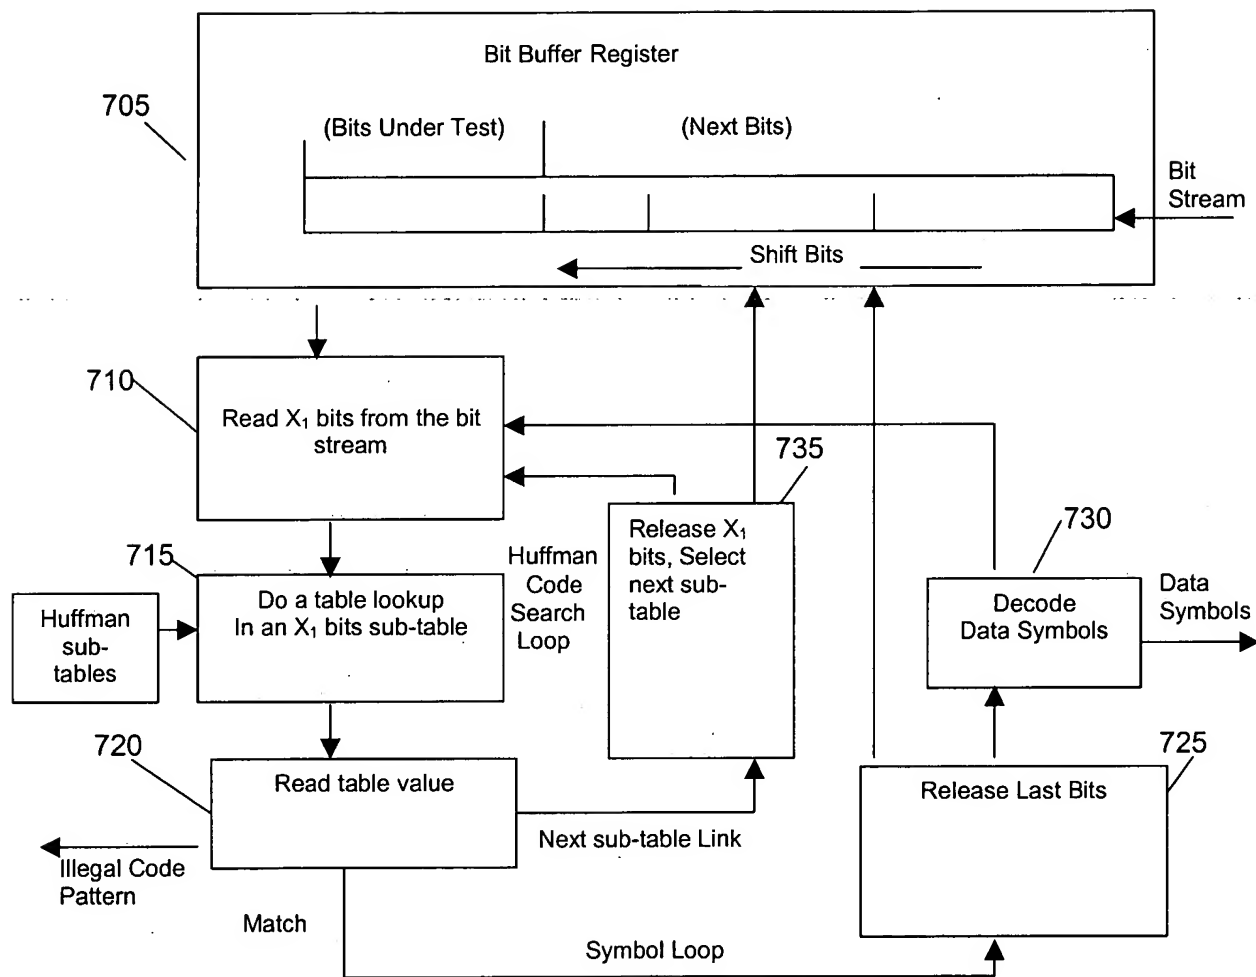 Bit Buffer Register
705
(Bits Under Test)
(Next Bits)
Bit
Stream
Shift Bits
710
Read X₁ bits from the bit
stream
735
Release X₁
bits, Select
next sub-
table
Huffman
Code
Search
Loop
715
Do a table lookup
In an X₁ bits sub-table
Huffman
sub-
tables
730
Decode
Data Symbols
Data
Symbols
720
Read table value
725
Release Last Bits
Next sub-table Link
Illegal Code
Pattern
Match
Symbol Loop